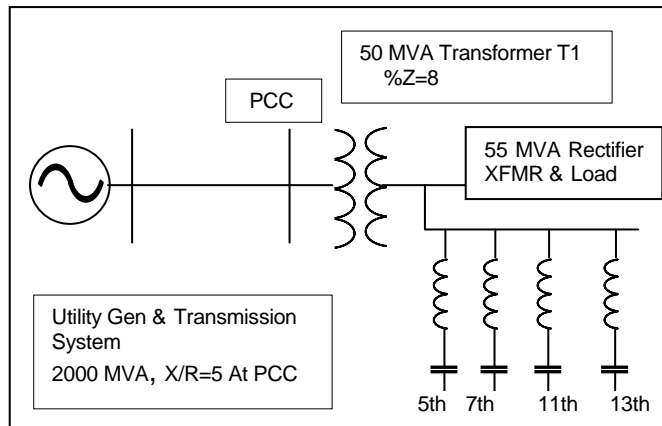 50 MVA Transformer T1
%Z=8
PCC
55 MVA Rectifier
XFMR & Load
Utility Gen & Transmission
System
2000 MVA, X/R=5 At PCC
5th 7th 11th 13th